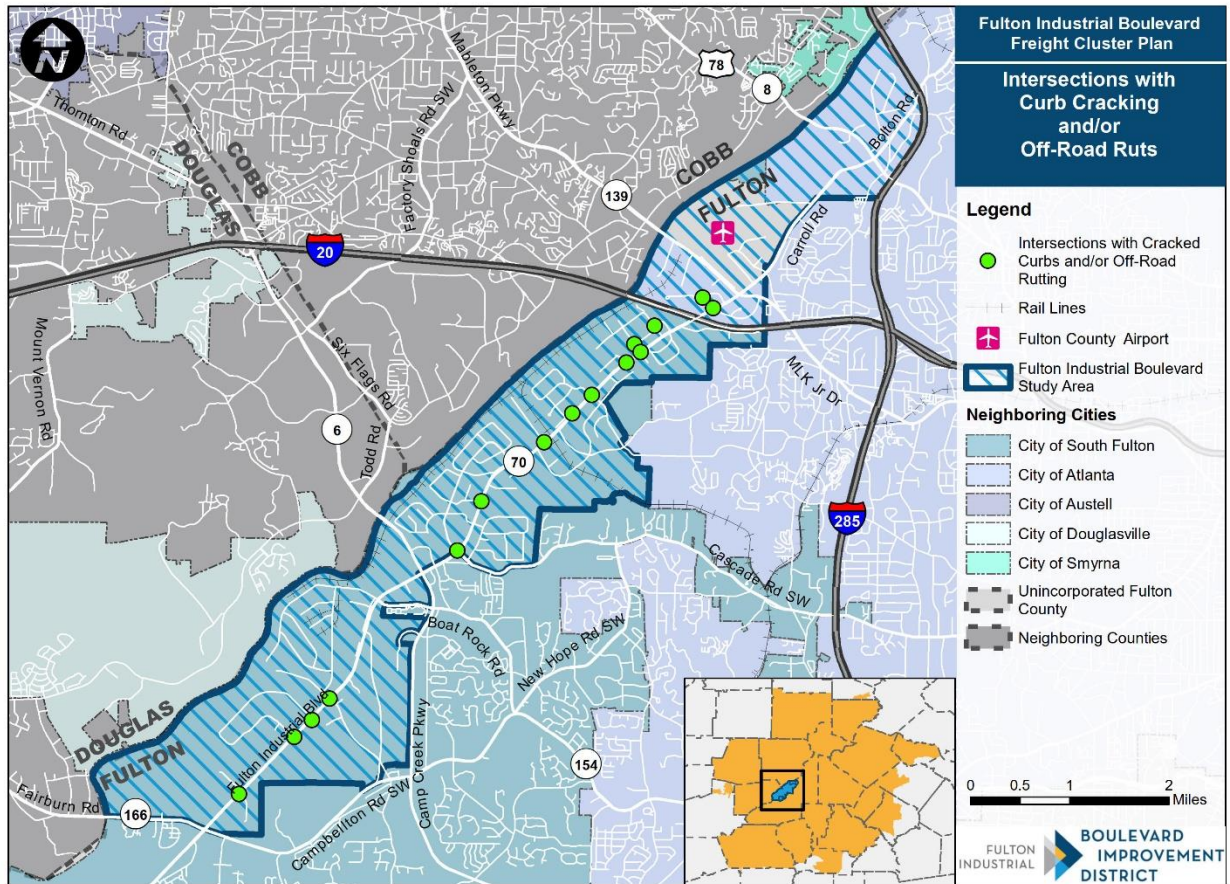 Fulton Industrial Boulevard
Freight Cluster Plan
Intersections with
Curb Cracking
and/or
Off-Road Ruts
Legend
Intersections with Cracked
Curbs and/or Off-Road
Rutting
Rail Lines
Fulton County Airport
Fulton Industrial Boulevard
Study Area
Neighboring Cities
City of South Fulton
City of Atlanta
City of Austell
City of Douglasville
City of Smyrna
Unincorporated Fulton
County
Neighboring Counties
0 0.5 1 2
Miles
FULTON
INDUSTRIAL
BOULEVARD
IMPROVEMENT
DISTRICT
N
Thornton Rd
COBB
DOUGLAS
Factory Shoals Rd SW
Mableton Pkwy
78
8
Bolton Rd
139
COBB
FULTON
20
Carroll Rd
Mount Vernon Rd
Six Flags Rd
6
Todd Rd
MLK Jr Dr
70
285
Cascade Rd SW
Boat Rock Rd
New Hope Rd SW
Fulton Industrial Blvd
DOUGLAS
FULTON
Camp Creek Pkwy
154
Fairburn Rd
166
Campbellton Rd SW